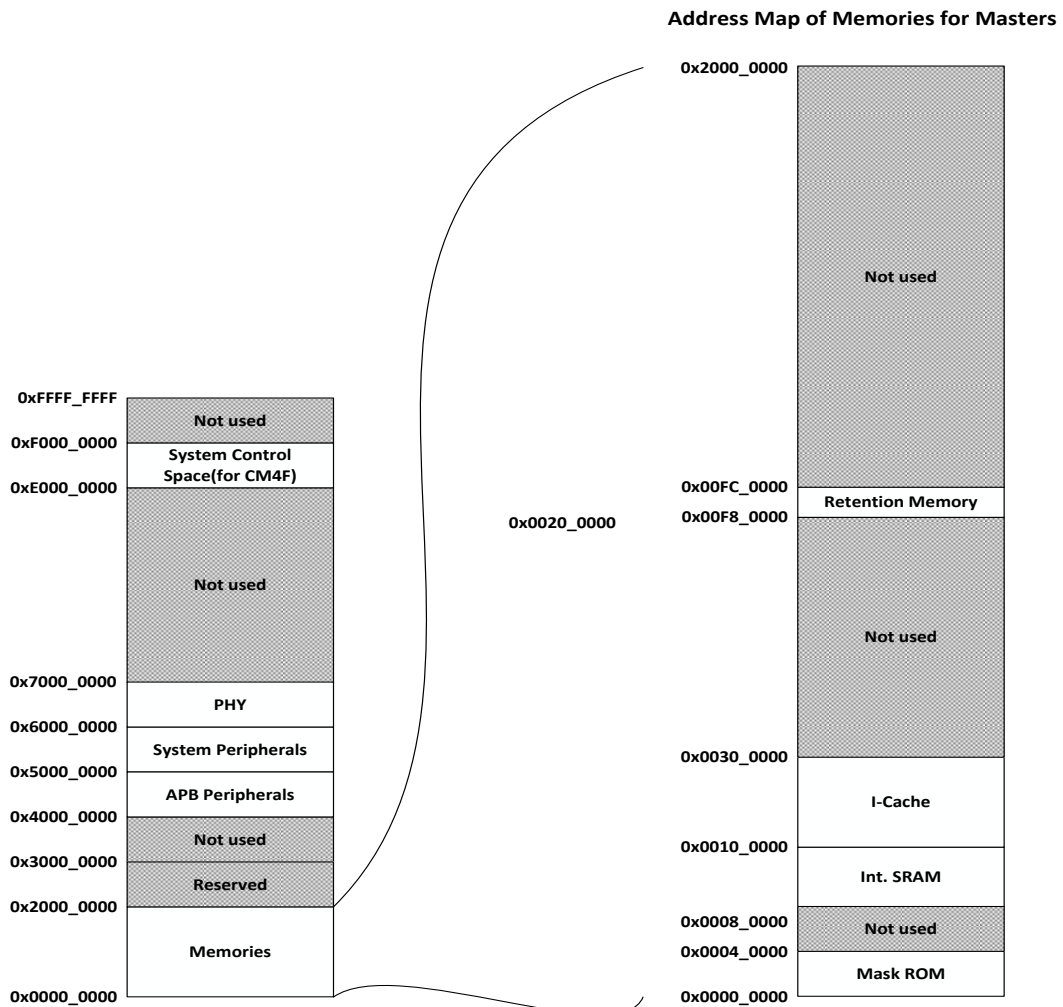 Address Map of Memories for Masters
0x2000_0000
Not used
0x00FC_0000
Retention Memory
0x00F8_0000
Not used
0x0030_0000
I-Cache
0x0010_0000
Int. SRAM
0x0008_0000
Not used
0x0004_0000
Mask ROM
0x0000_0000
0x0020_0000
0xFFFF_FFFF
Not used
0xF000_0000
System Control
Space(for CM4F)
0xE000_0000
Not used
0x7000_0000
PHY
0x6000_0000
System Peripherals
0x5000_0000
APB Peripherals
0x4000_0000
Not used
0x3000_0000
Reserved
0x2000_0000
Memories
0x0000_0000